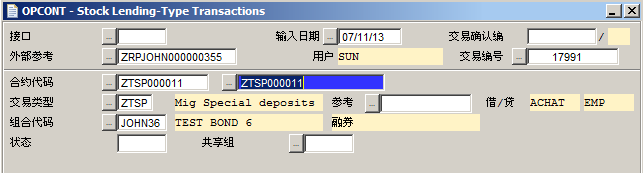 OPCONT - Stock Lending-Type Transactions
接口 输入日期 07/11/13 交易确认编 /
外部参考 ZRPJOHN000000355 用户 SUN 交易编号 17991
合约代码 ZTSP000011 ZTSP000011
交易类型 ZTSP Mig Special deposits 参考 借/贷 ACHAT EMP
组合代码 JOHN36 TEST BOND 6 融券
状态 共享组